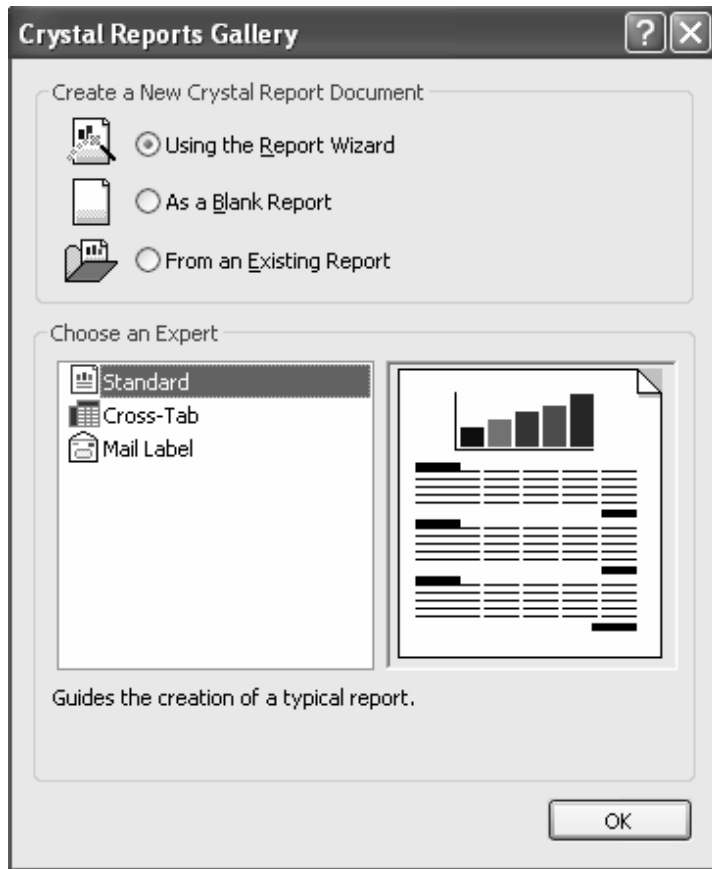 Crystal Reports Gallery
Create a New Crystal Report Document
Using the Report Wizard
As a Blank Report
From an Existing Report
Choose an Expert
Standard
Cross-Tab
Mail Label
Guides the creation of a typical report.
OK